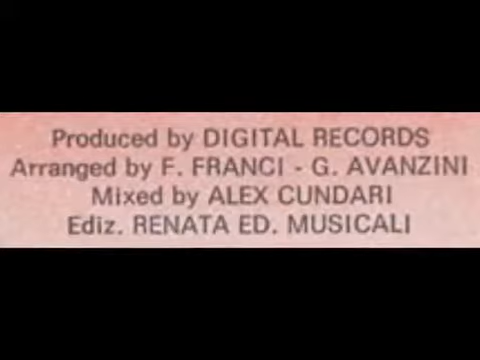 Produced by DIGITAL RECORDS
Arranged by F. FRANCI - G. AVANZINI
Mixed by ALEX CUNDARI
Ediz. RENATA ED. MUSICALI